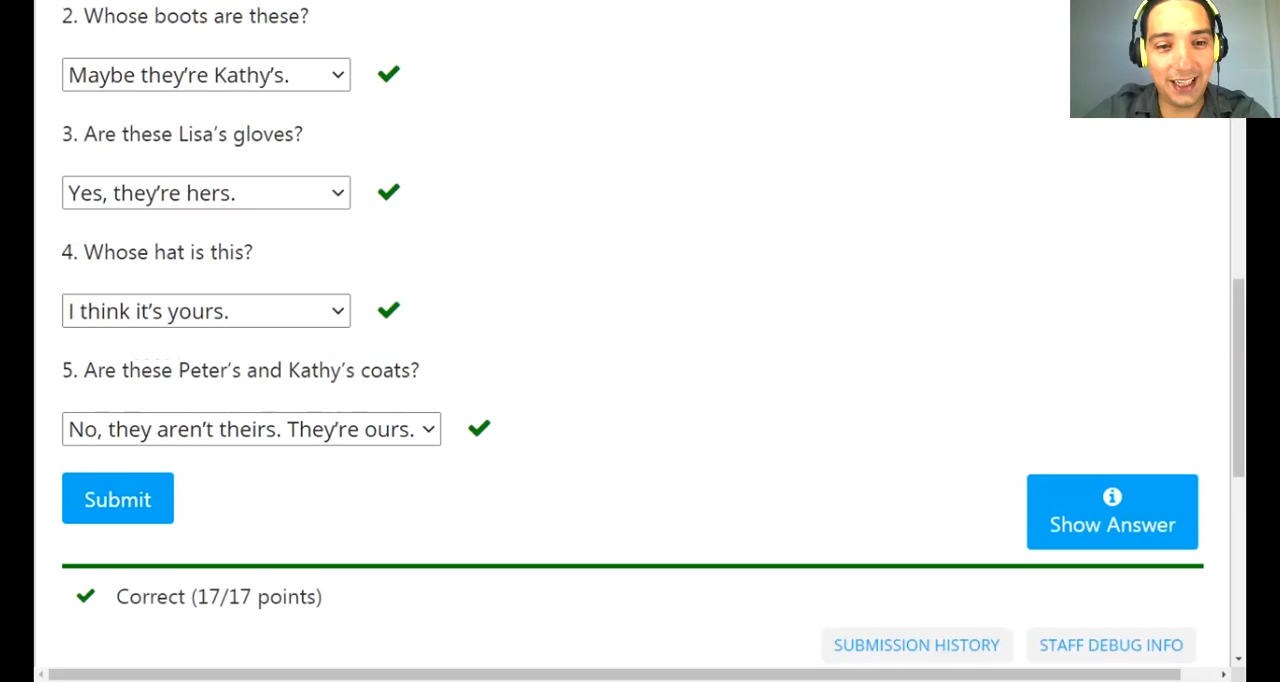 2. Whose boots are these?
Maybe they're Kathy's.
3. Are these Lisa's gloves?
Yes, they're hers.
4. Whose hat is this?
I think it's yours.
5. Are these Peter's and Kathy's coats?
No, they aren't theirs. They're ours.
Submit
Show Answer
Correct (17/17 points)
SUBMISSION HISTORY
STAFF DEBUG INFO